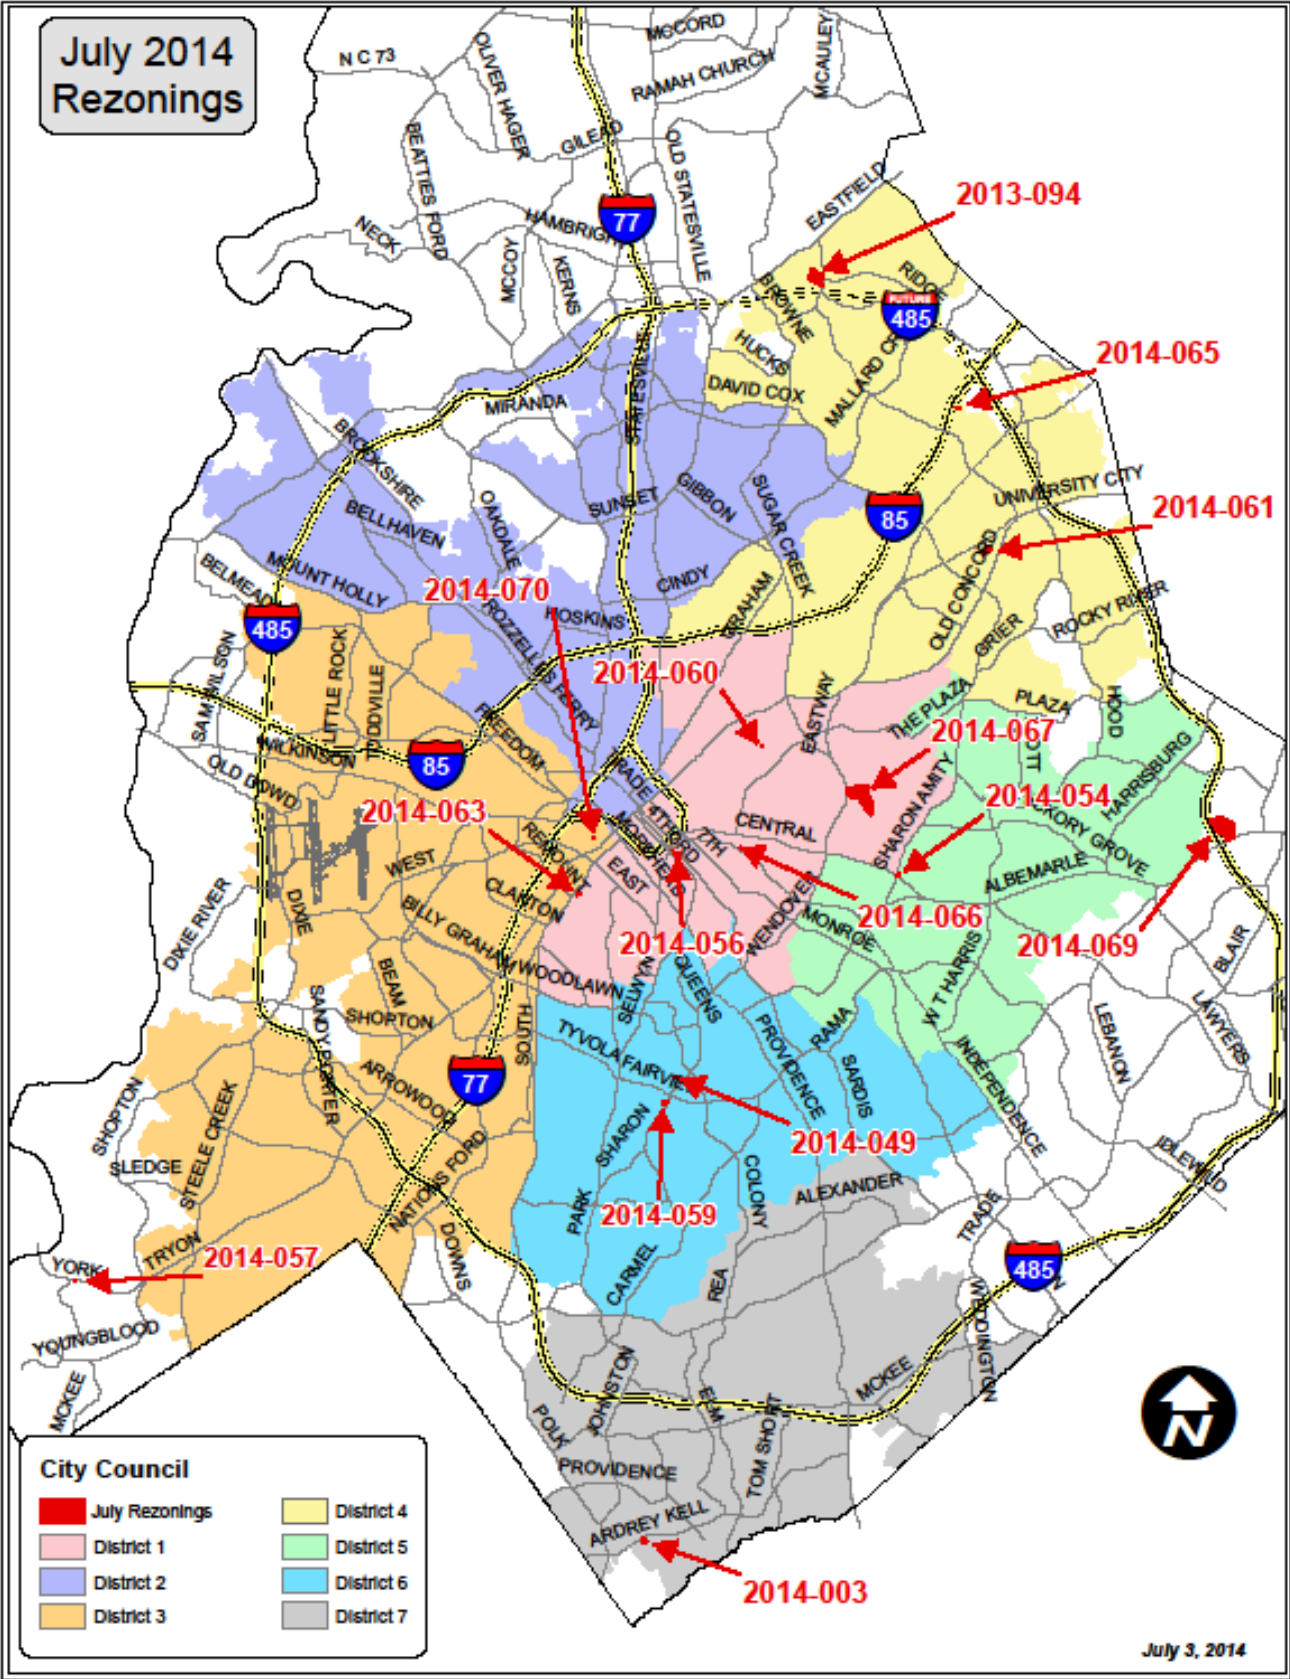 July 2014
Rezonings
N C 73
OLIVER HAGER
MCCORD
RAMAH CHURCH
MCAULEY
GILEAD
BEATTIES FORD
OLD STATESVILLE
EASTFIELD
2013-094
77
HAMBRIGHT
NECK
MCCOY
KERNS
BROWNE
RIDGE
FUTURE
485
HUCKS
MALLARD CR
2014-065
DAVID COX
MIRANDA
STATESVILLE
BROOKSHIRE
SUNSET
GIBBON
SUGAR CREEK
UNIVERSITY CITY
OAKDALE
BELLHAVEN
85
2014-061
BELMEADE
MOUNT HOLLY
CINDY
GRAHAM
OLD CONCORD
2014-070
HOSKINS
ROZZELLES FERRY
GRIER
ROCKY RIVER
485
SAM WILSON
LITTLE ROCK
TODDVILLE
2014-060
EASTWAY
THE PLAZA
PLAZA
HOOD
FREEDOM
2014-067
OTT
HARRISBURG
WILKINSON
85
OLD DOWD
TRADE
SHARON AMITY
2014-054
2014-063
4TH
3RD
7TH
CENTRAL
CKORY GROVE
REMOUNT
MOREHEAD
WEST
EAST
ALBEMARLE
CLANTON
WENDOVER
DIXIE
DIXIE RIVER
BILLY GRAHAM
MONROE
2014-066
2014-056
2014-069
BLAIR
WOODLAWN
SELWYN
QUEENS
W T HARRIS
BEAM
SHOPTON
SANDY PORTER
SOUTH
TYVOLA
FAIRVIE
PROVIDENCE
RAMA
LEBANON
LAWYERS
SARDIS
INDEPENDENCE
ARROWOOD
77
SHOPTON
STEELE CREEK
SHARON
2014-049
SLEDGE
NATIONS FORD
IDLEWILD
COLONY
ALEXANDER
PARK
2014-059
TRADE
TRYON
2014-057
YORK
DOWNS
CARMEL
REA
485
N
YOUNGBLOOD
WEDDINGTON
MCKEE
JOHNSTON
ELM
MCKEE
TOM SHORT
POLK
PROVIDENCE
ARDREY KELL
2014-003
N
City Council
July Rezonings
District 1
District 2
District 3
District 4
District 5
District 6
District 7
July 3, 2014